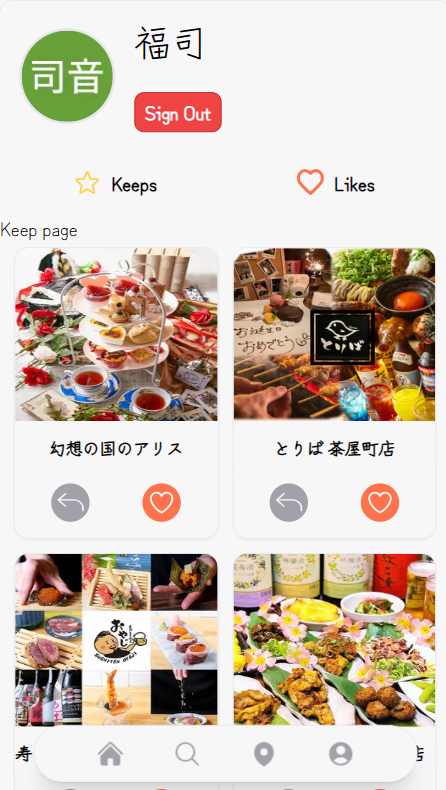 司音
福司
Sign Out
Keeps
Likes
Keep page
お誕生日
おめでとう
とりば
幻想の国のアリス
とりば 茶屋町店
おやじ
寿
店